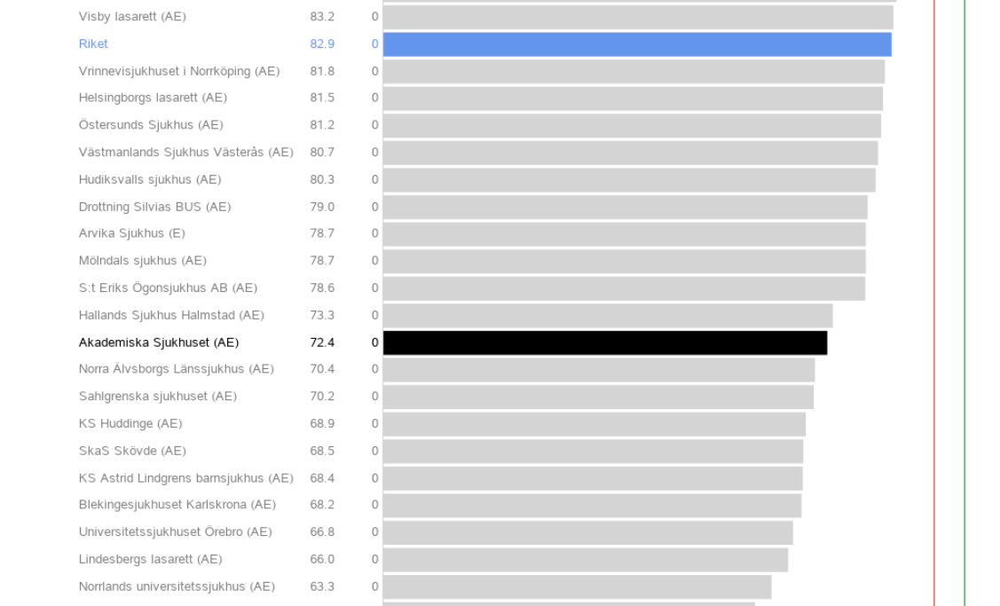 Visby lasarett (AE) 83.2 0
Riket 82.9 0
Vrinnevisjukhuset i Norrköping (AE) 81.8 0
Helsingborgs lasarett (AE) 81.5 0
Östersunds Sjukhus (AE) 81.2 0
Västmanlands Sjukhus Västerås (AE) 80.7 0
Hudiksvalls sjukhus (AE) 80.3 0
Drottning Silvias BUS (AE) 79.0 0
Arvika Sjukhus (E) 78.7 0
Mölndals sjukhus (AE) 78.7 0
S:t Eriks Ögonsjukhus AB (AE) 78.6 0
Hallands Sjukhus Halmstad (AE) 73.3 0
Akademiska Sjukhuset (AE) 72.4 0
Norra Älvsborgs Länssjukhus (AE) 70.4 0
Sahlgrenska sjukhuset (AE) 70.2 0
KS Huddinge (AE) 68.9 0
SkaS Skövde (AE) 68.5 0
KS Astrid Lindgrens barnsjukhus (AE) 68.4 0
Blekingesjukhuset Karlskrona (AE) 68.2 0
Universitetssjukhuset Örebro (AE) 66.8 0
Lindesbergs lasarett (AE) 66.0 0
Norrlands universitetssjukhus (AE) 63.3 0